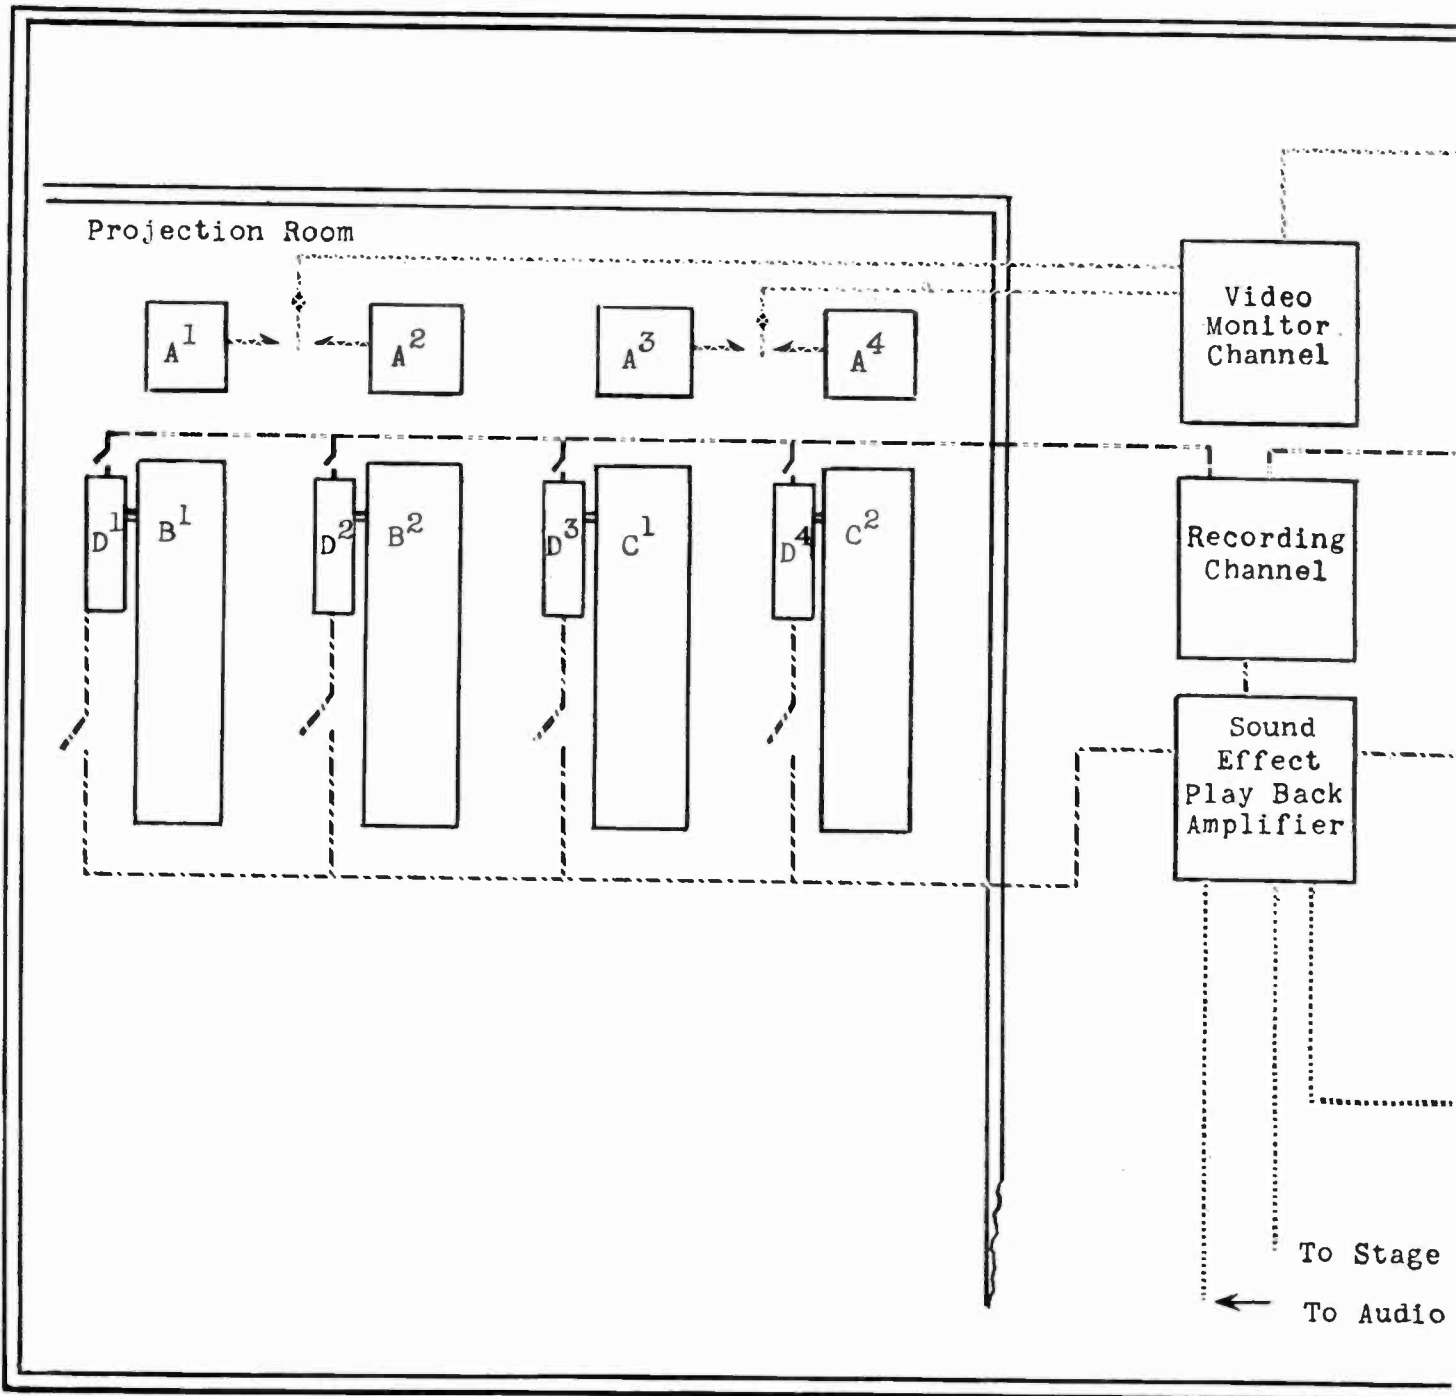 Projection Room
A¹
A²
A³
A⁴
Video
Monitor
Channel
D¹
B¹
D²
B²
D³
C¹
D⁴
C²
Recording
Channel
Sound
Effect
Play Back
Amplifier
To Stage
To Audio